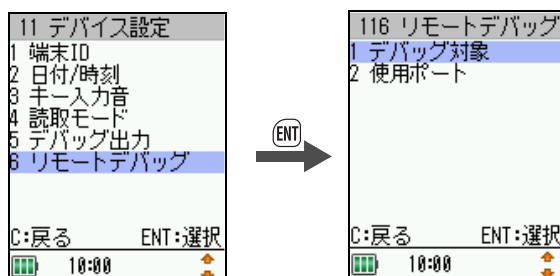 11 デバイス設定
1 端末ID
2 日付/時刻
3 キー入力音
4 読取モード
5 デバッグ出力
6 リモートデバッグ
C:戻る ENT:選択
10:00
ENT
116 リモートデバッグ
1 デバッグ対象
2 使用ポート
C:戻る ENT:選択
10:00